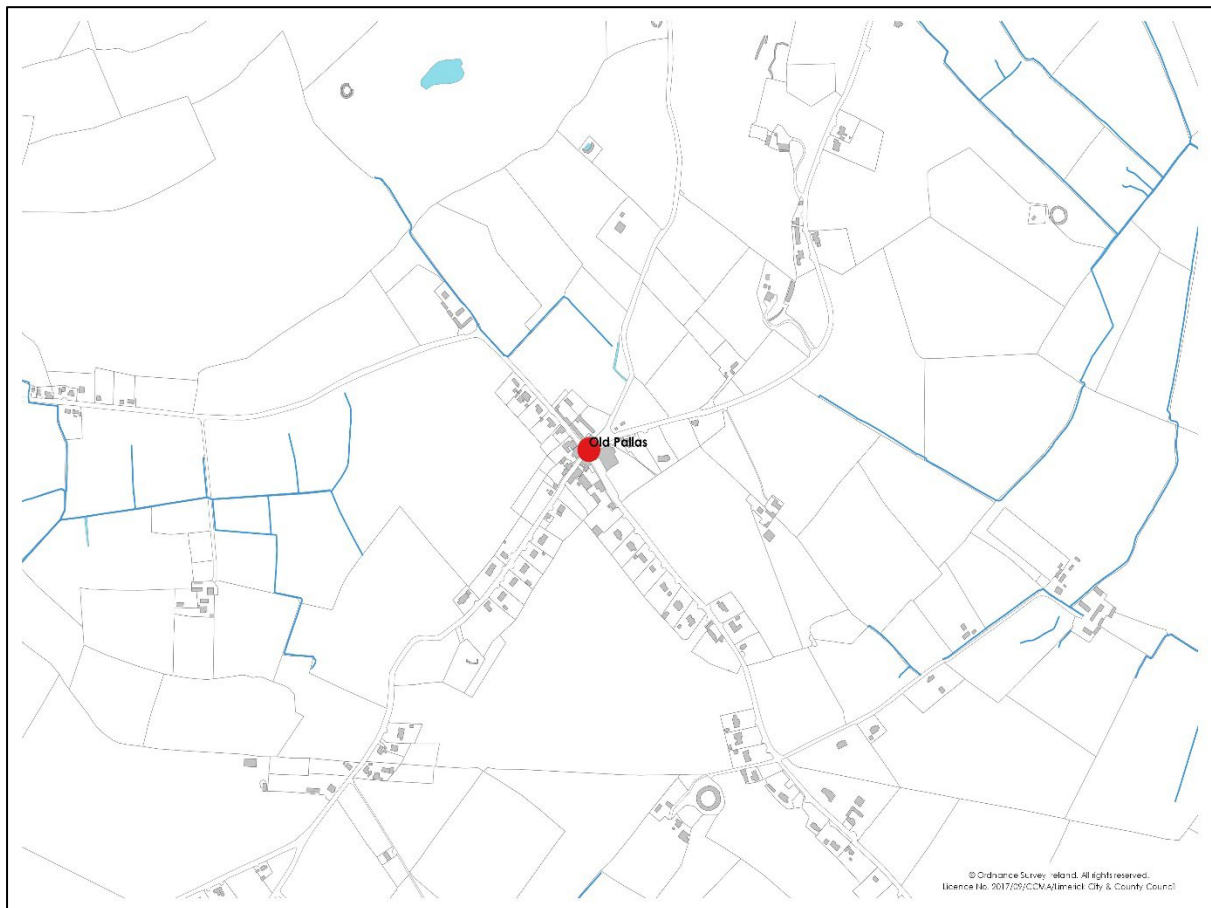 Old Pallas
© Ordnance Survey Ireland. All rights reserved.
Licence No. 2017/09/CCMA/Limerick City & County Council